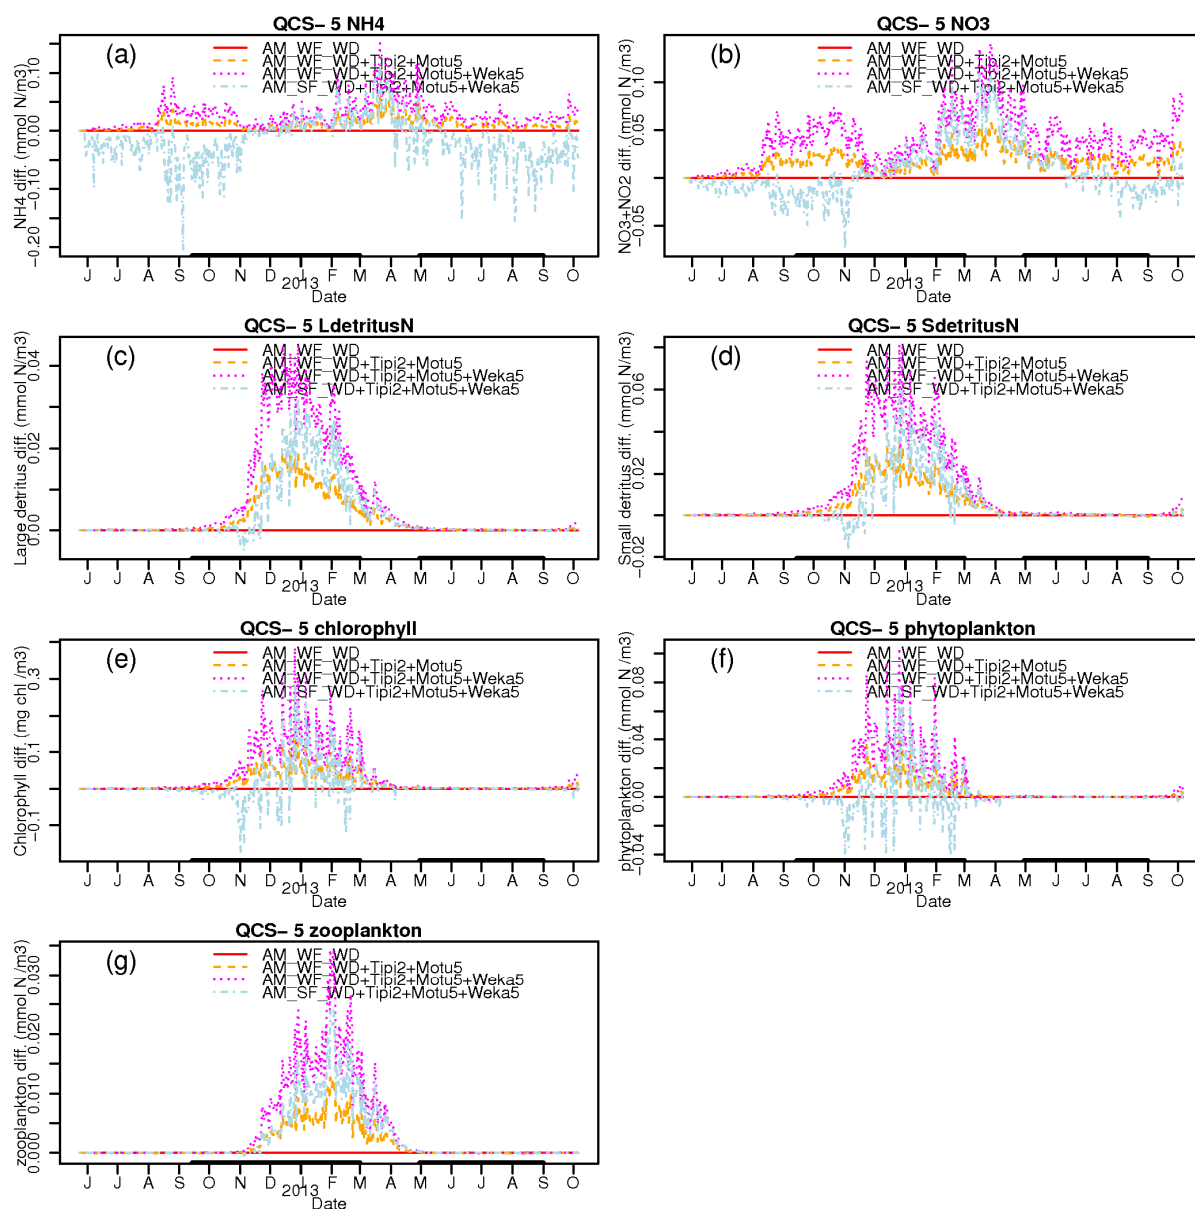 QCS− 5 NH4
(a)
AM_WF_WD
AM_WF_WD+Tipi2+Motu5
AM_WF_WD+Tipi2+Motu5+Weka5
AM_SF_WD+Tipi2+Motu5+Weka5
NH4 diff. (mmol N/m3)
−0.20
−0.10
0.00
0.10
J J A S O N D J F M A M J J A S O
2013
Date
QCS− 5 NO3
(b)
AM_WF_WD
AM_WF_WD+Tipi2+Motu5
AM_WF_WD+Tipi2+Motu5+Weka5
AM_SF_WD+Tipi2+Motu5+Weka5
NO3+NO2 diff. (mmol N/m3)
−0.05
0.05
0.10
J J A S O N D J F M A M J J A S O
2013
Date
QCS− 5 LdetritusN
(c)
AM_WF_WD
AM_WF_WD+Tipi2+Motu5
AM_WF_WD+Tipi2+Motu5+Weka5
AM_SF_WD+Tipi2+Motu5+Weka5
Large detritus diff. (mmol N/m3)
0.00
0.02
0.04
J J A S O N D J F M A M J J A S O
2013
Date
QCS− 5 SdetritusN
(d)
AM_WF_WD
AM_WF_WD+Tipi2+Motu5
AM_WF_WD+Tipi2+Motu5+Weka5
AM_SF_WD+Tipi2+Motu5+Weka5
Small detritus diff. (mmol N/m3)
−0.02
0.02
0.06
J J A S O N D J F M A M J J A S O
2013
Date
QCS− 5 chlorophyll
(e)
AM_WF_WD
AM_WF_WD+Tipi2+Motu5
AM_WF_WD+Tipi2+Motu5+Weka5
AM_SF_WD+Tipi2+Motu5+Weka5
Chlorophyll diff. (mg chl /m3)
−0.1
0.1
0.3
J J A S O N D J F M A M J J A S O
2013
Date
QCS− 5 phytoplankton
(f)
AM_WF_WD
AM_WF_WD+Tipi2+Motu5
AM_WF_WD+Tipi2+Motu5+Weka5
AM_SF_WD+Tipi2+Motu5+Weka5
phytoplankton diff. (mmol N /m3)
−0.04
0.00
0.04
0.08
J J A S O N D J F M A M J J A S O
2013
Date
QCS− 5 zooplankton
(g)
AM_WF_WD
AM_WF_WD+Tipi2+Motu5
AM_WF_WD+Tipi2+Motu5+Weka5
AM_SF_WD+Tipi2+Motu5+Weka5
zooplankton diff. (mmol N /m3)
0.000
0.010
0.020
0.030
J J A S O N D J F M A M J J A S O
2013
Date